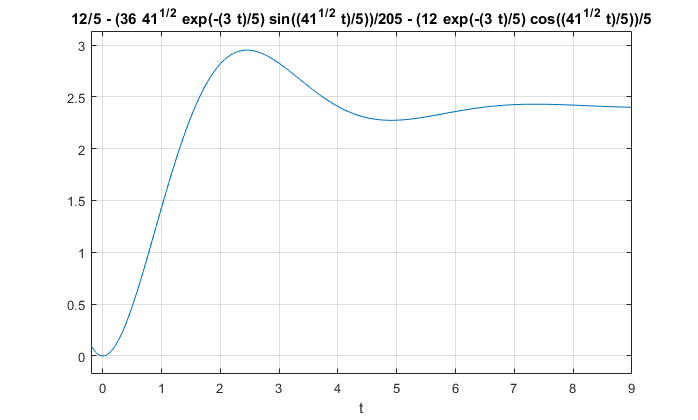 12/5 - (36 41^1/2 exp(-(3 t)/5) sin((41^1/2 t)/5))/205 - (12 exp(-(3 t)/5) cos((41^1/2 t)/5))/5
3
2.5
2
1.5
1
0.5
0
0 1 2 3 4 5 6 7 8 9
t